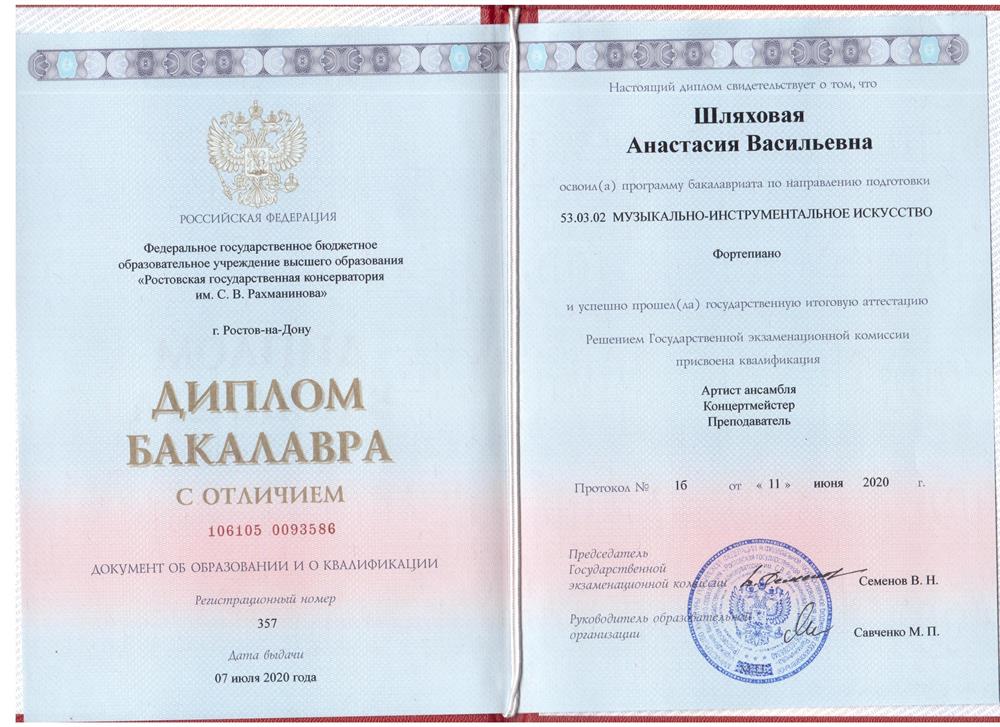 РОССИЙСКАЯ ФЕДЕРАЦИЯ
Федеральное государственное бюджетное
образовательное учреждение высшего образования
«Ростовская государственная консерватория
им. С. В. Рахманинова»
г. Ростов-на-Дону
ДИПЛОМ
БАКАЛАВРА
С ОТЛИЧИЕМ
106105 0093586
ДОКУМЕНТ ОБ ОБРАЗОВАНИИ И О КВАЛИФИКАЦИИ
Регистрационный номер
357
Дата выдачи
07 июля 2020 года
Настоящий диплом свидетельствует о том, что
Шляховая
Анастасия Васильевна
освоил(а) программу бакалавриата по направлению подготовки
53.03.02 МУЗЫКАЛЬНО-ИНСТРУМЕНТАЛЬНОЕ ИСКУССТВО
Фортепиано
и успешно прошел(ла) государственную итоговую аттестацию
Решением Государственной экзаменационной комиссии
присвоена квалификация
Артист ансамбля
Концертмейстер
Преподаватель
Протокол № 1б от « 11 » июня 2020 г.
Председатель
Государственной
экзаменационной комиссии Семенов В. Н.
Руководитель образовательной
организации Савченко М. П.